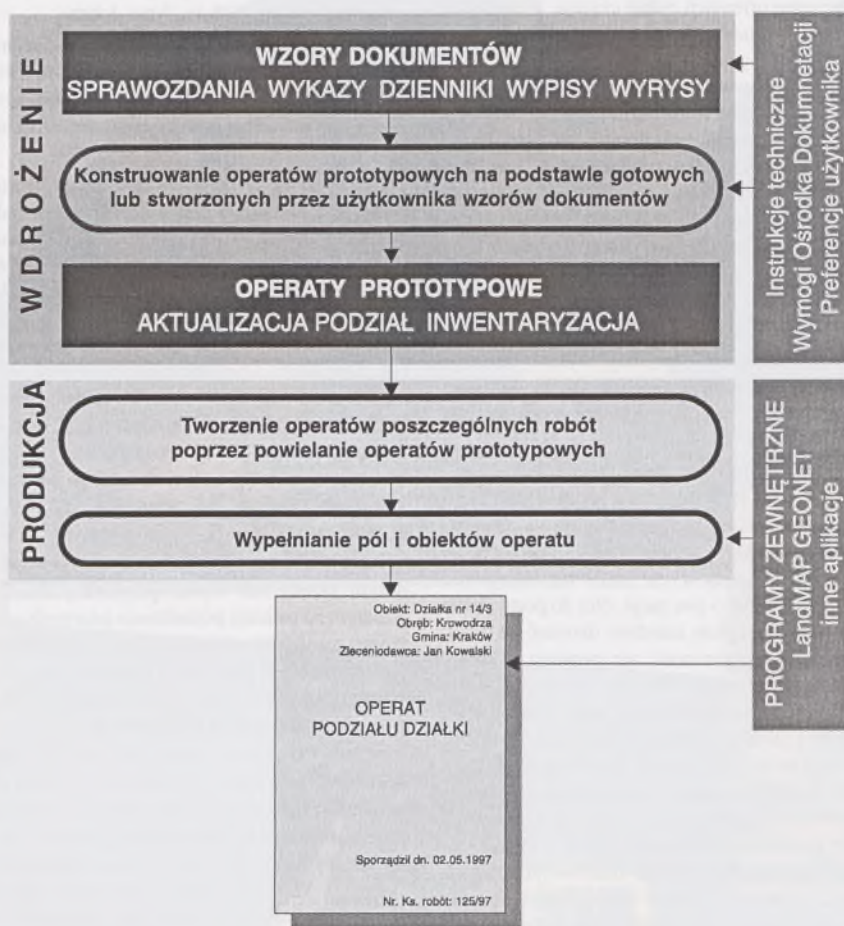 WDROŻENIE
WZORY DOKUMENTÓW
SPRAWOZDANIA WYKAZY DZIENNIKI WYPISY WYRYSY
Konstruowanie operatów prototypowych na podstawie gotowych
lub stworzonych przez użytkownika wzorów dokumentów
OPERATY PROTOTYPOWE
AKTUALIZACJA PODZIAŁ INWENTARYZACJA
Instrukcje techniczne
Wymogi Ośrodka Dokumnetacji
Preferencje użytkownika
PRODUKCJA
Tworzenie operatów poszczególnych robót
poprzez powielanie operatów prototypowych
Wypełnianie pól i obiektów operatu
PROGRAMY ZEWNĘTRZNE
LandMAP GEONET
inne aplikacje
Obiekt: Działka nr 14/3
Obręb: Krowodrza
Gmina: Kraków
Zleceniodawca: Jan Kowalski
OPERAT
PODZIAŁU DZIAŁKI
Sporządził dn. 02.05.1997
Nr. Ks. robót: 125/97